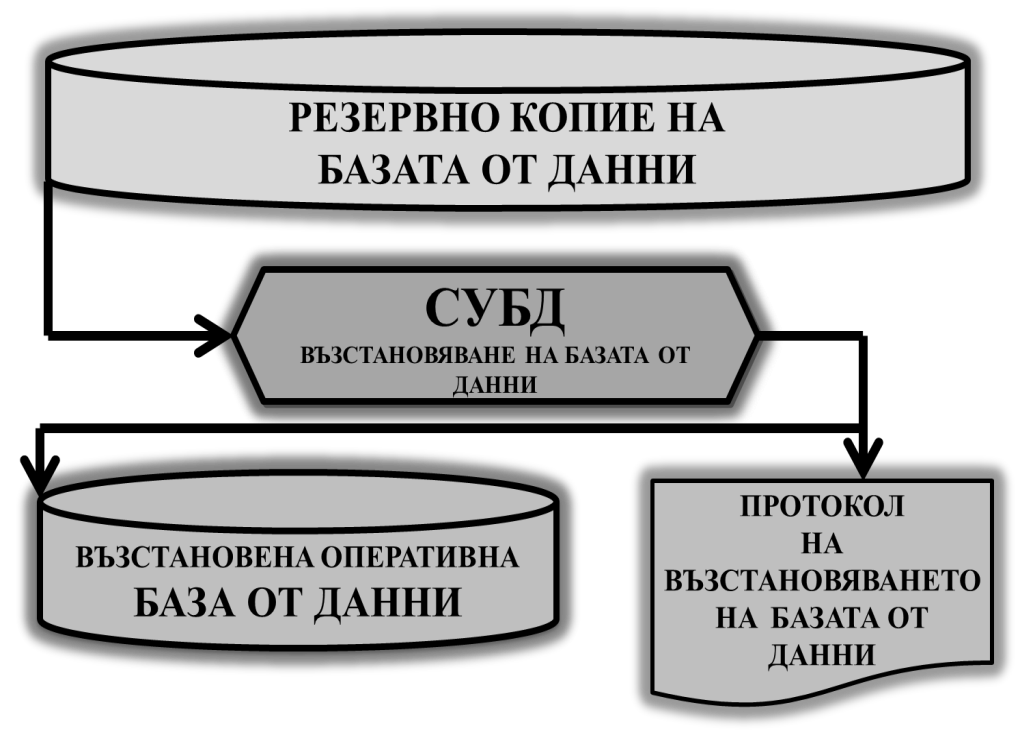 РЕЗЕРВНО КОПИЕ НА
БАЗАТА ОТ ДАННИ
СУБД
ВЪЗСТАНОВЯВАНЕ НА БАЗАТА ОТ
ДАННИ
ВЪЗСТАНОВЕНА ОПЕРАТИВНА
БАЗА ОТ ДАННИ
ПРОТОКОЛ
НА
ВЪЗСТАНОВЯВАНЕТО
НА БАЗАТА ОТ
ДАННИ